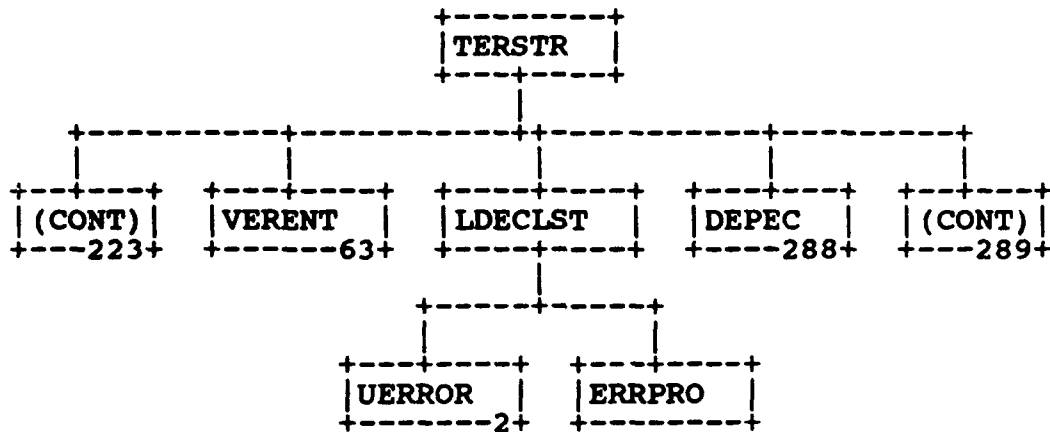 TERSTR
(CONT) VERENT LDECLST DEPEC (CONT)
223 63 288 289
UERROR ERRPRO
2